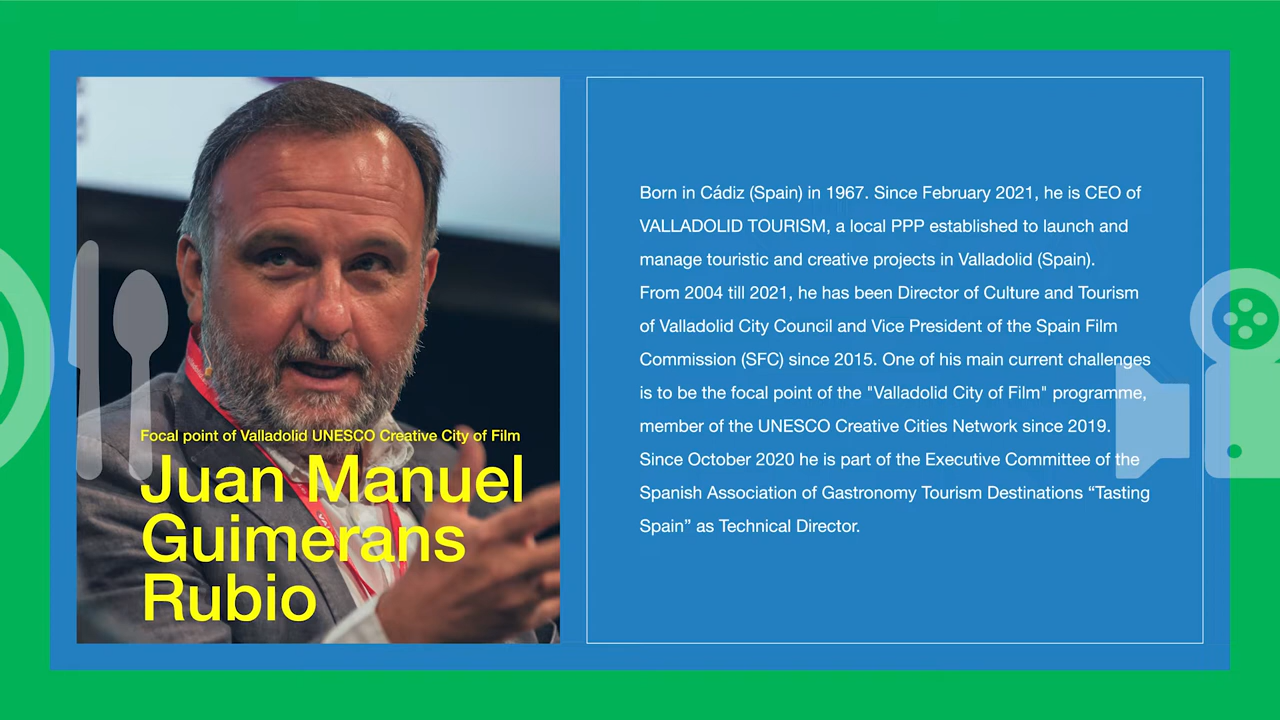 Focal point of Valladolid UNESCO Creative City of Film
Juan Manuel
Guimerans
Rubio
Born in Cádiz (Spain) in 1967. Since February 2021, he is CEO of
VALLADOLID TOURISM, a local PPP established to launch and
manage touristic and creative projects in Valladolid (Spain).
From 2004 till 2021, he has been Director of Culture and Tourism
of Valladolid City Council and Vice President of the Spain Film
Commission (SFC) since 2015. One of his main current challenges
is to be the focal point of the "Valladolid City of Film" programme,
member of the UNESCO Creative Cities Network since 2019.
Since October 2020 he is part of the Executive Committee of the
Spanish Association of Gastronomy Tourism Destinations “Tasting
Spain” as Technical Director.